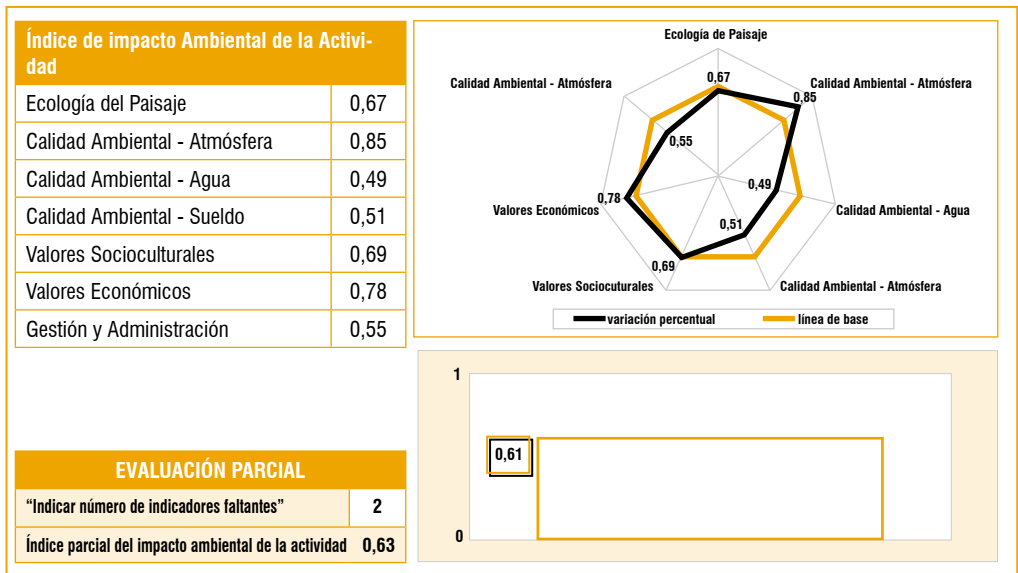 Índice de impacto Ambiental de la Activi-
dad
Ecología del Paisaje 0,67
Calidad Ambiental - Atmósfera 0,85
Calidad Ambiental - Agua 0,49
Calidad Ambiental - Sueldo 0,51
Valores Socioculturales 0,69
Valores Económicos 0,78
Gestión y Administración 0,55
EVALUACIÓN PARCIAL
“Indicar número de indicadores faltantes” 2
Índice parcial del impacto ambiental de la actividad 0,63
Ecología de Paisaje
Calidad Ambiental - Atmósfera
Calidad Ambiental - Atmósfera
0,67
0,85
0,55
0,49
0,78
Valores Económicos
Calidad Ambiental - Agua
0,51
0,69
Valores Sociocuturales
Calidad Ambiental - Atmósfera
variación percentual
línea de base
1
0,61
0